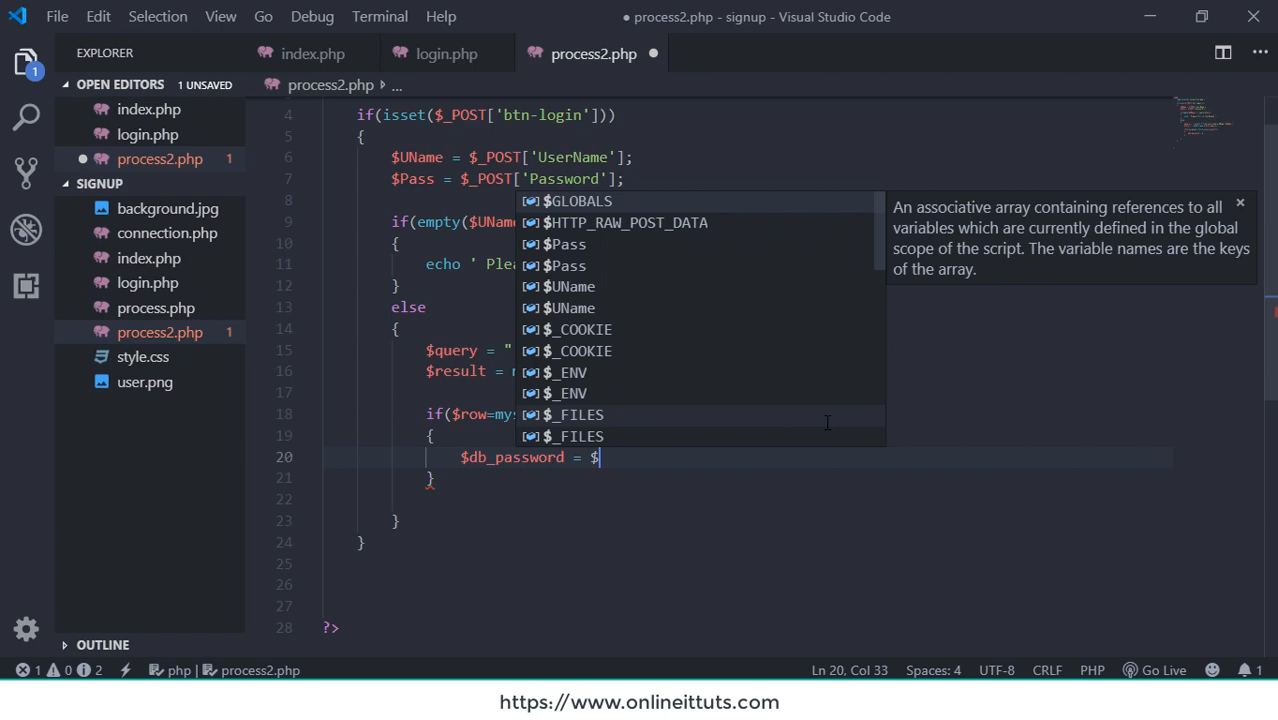 File Edit Selection View Go Debug Terminal Help
● process2.php - signup - Visual Studio Code
EXPLORER
index.php
login.php
process2.php
OPEN EDITORS 1 UNSAVED
process2.php › ...
index.php
login.php
process2.php 1
SIGNUP
background.jpg
connection.php
index.php
login.php
process.php
process2.php 1
style.css
user.png
OUTLINE
1
4 if(isset($_POST['btn-login']))
5 {
6 $UName = $_POST['UserName'];
7 $Pass = $_POST['Password'];
8
9 if(empty($UName
10 {
11 echo ' Plea
12 }
13 else
14 {
15 $query = "
16 $result = m
17
18 if($row=mys
19 {
20 $db_password = $
21 }
22
23 }
24 }
25
26
27
28 ?>
$GLOBALS
$HTTP_RAW_POST_DATA
$Pass
$Pass
$UName
$UName
$_COOKIE
$_COOKIE
$_ENV
$_ENV
$_FILES
$_FILES
An associative array containing references to all
variables which are currently defined in the global
scope of the script. The variable names are the keys
of the array.
1 0 2 php | process2.php Ln 20, Col 33 Spaces: 4 UTF-8 CRLF PHP Go Live 1
https://www.onlineittuts.com